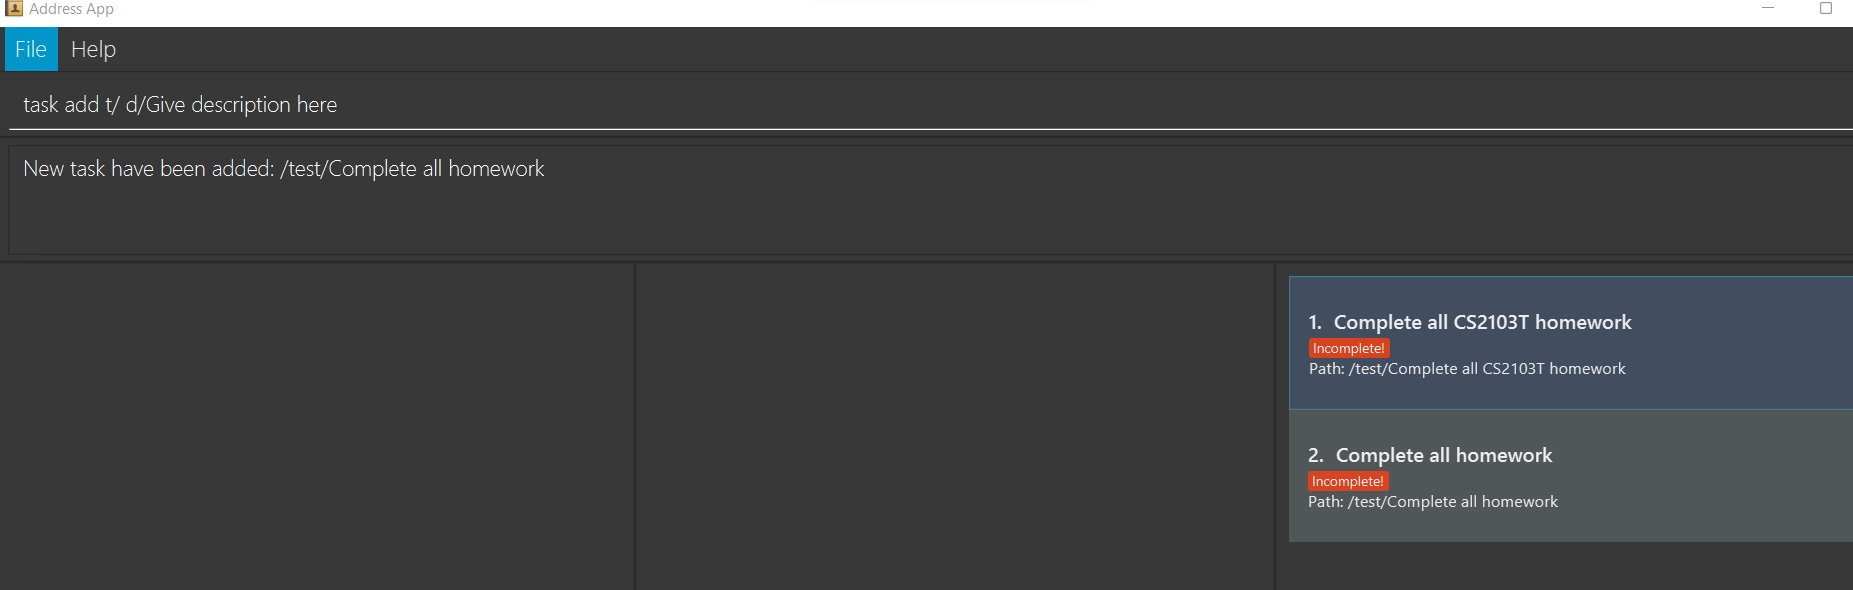 Address App
File Help
task add t/ d/Give description here
New task have been added: /test/Complete all homework
1. Complete all CS2103T homework
Incomplete!
Path: /test/Complete all CS2103T homework
2. Complete all homework
Incomplete!
Path: /test/Complete all homework